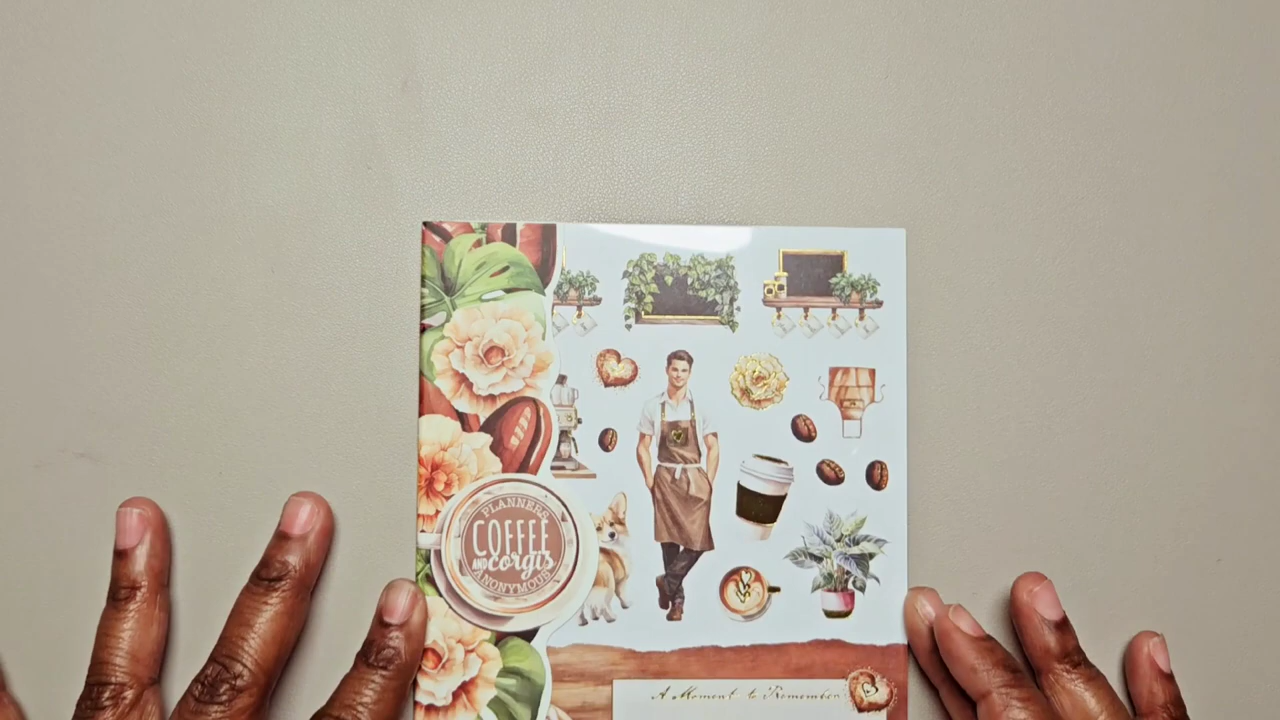 PLANNERS
COFFEE
AND corgis
ANONYMOUS
A Moment to Remember